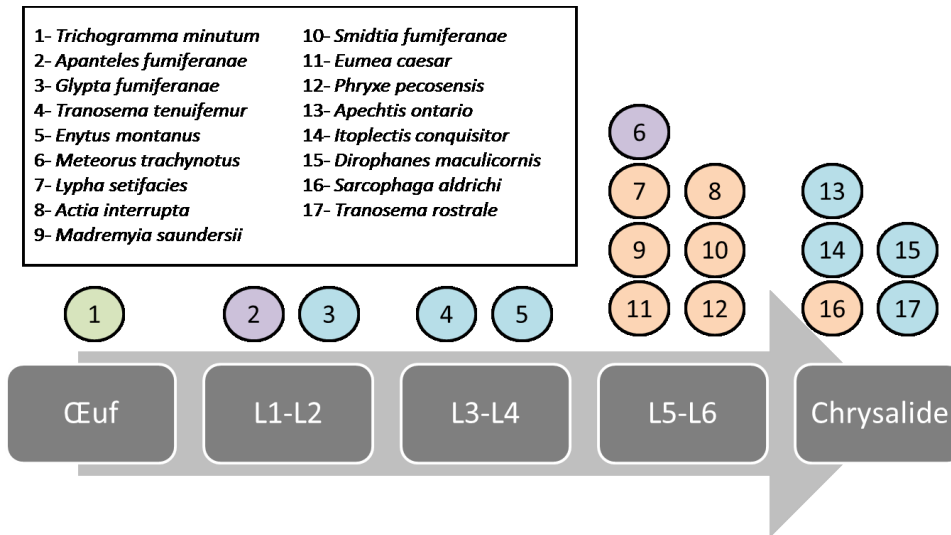 1- Trichogramma minutum
2- Apanteles fumiferanae
3- Glypta fumiferanae
4- Tranosema tenuifemur
5- Enytus montanus
6- Meteorus trachynotus
7- Lypha setifacies
8- Actia interrupta
9- Madremyia saundersii
10- Smidtia fumiferanae
11- Eumea caesar
12- Phryxe pecosensis
13- Apechtis ontario
14- Itoplectis conquisitor
15- Dirophanes maculicornis
16- Sarcophaga aldrichi
17- Tranosema rostrale
6
7 8 13
9 10 14 15
1 2 3 4 5 11 12 16 17
Œuf L1-L2 L3-L4 L5-L6 Chrysalide